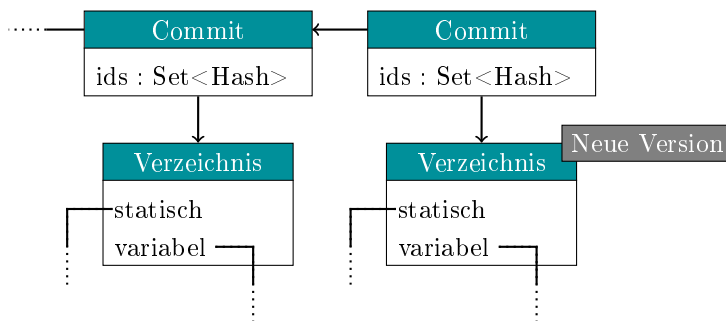 Commit
ids : Set<Hash>
Commit
ids : Set<Hash>
Verzeichnis
statisch
variabel
Neue Version
Verzeichnis
statisch
variabel